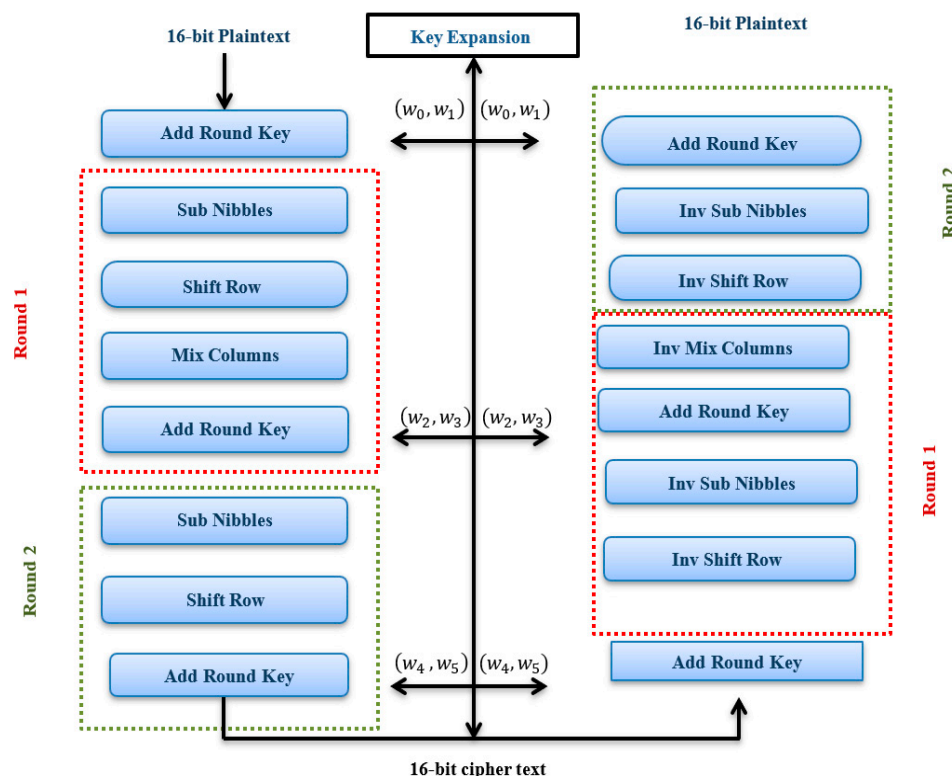 16-bit Plaintext
Key Expansion
16-bit Plaintext
Add Round Key
(w₀, w₁)
(w₀, w₁)
Add Round Kev
Round 1
Sub Nibbles
Shift Row
Mix Columns
Add Round Key
(w₂, w₃)
(w₂, w₃)
Round 2
Inv Sub Nibbles
Inv Shift Row
Inv Mix Columns
Add Round Key
Inv Sub Nibbles
Inv Shift Row
Round 1
Round 2
Sub Nibbles
Shift Row
Add Round Key
(w₄, w₅)
(w₄, w₅)
Add Round Key
16-bit cipher text